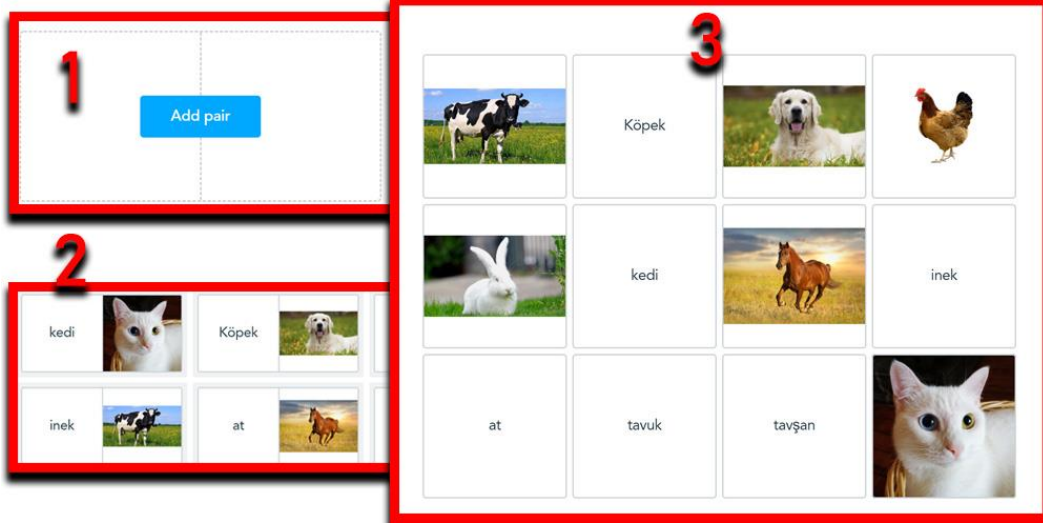 1
Add pair
2
kedi
Köpek
inek
at
3
Köpek
kedi
inek
at
tavuk
tavşan